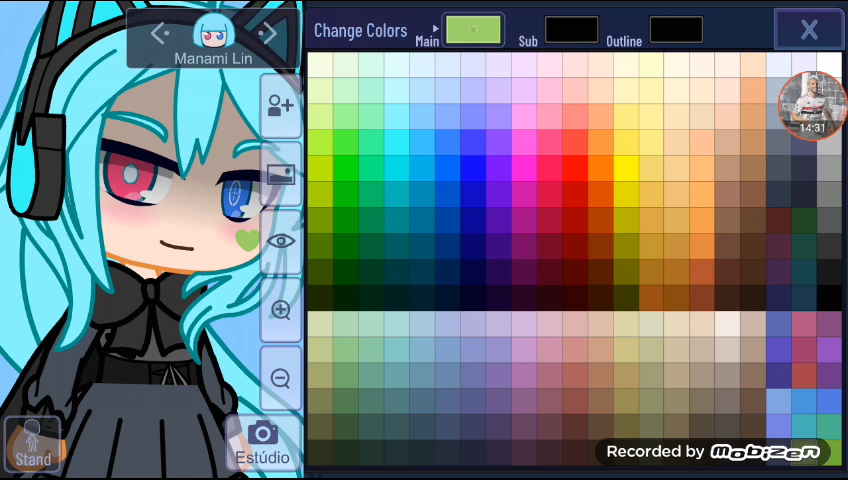 Manami Lin
Change Colors
Main
Sub
Outline
X
14:31
Stand
Estúdio
Recorded by Mobizen